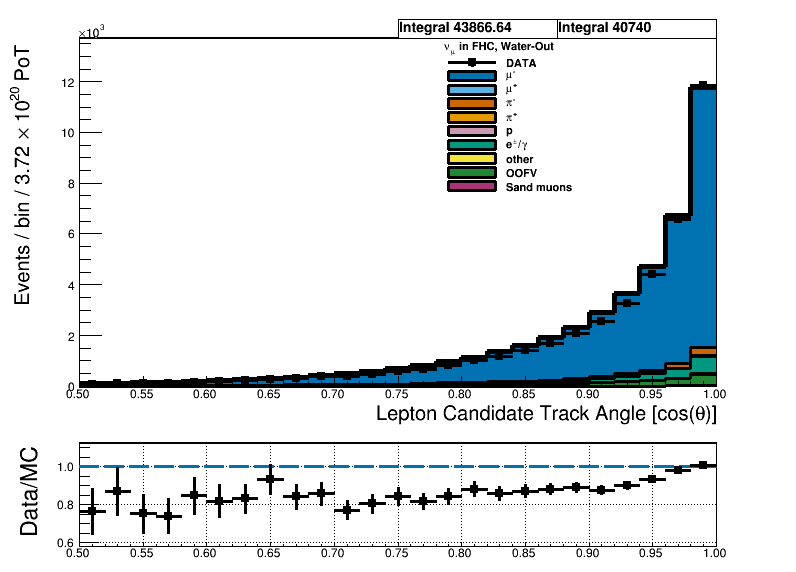 Integral 43866.64 Integral 40740
×10³
ν_μ in FHC, Water-Out
DATA
μ⁻
μ⁺
π⁻
π⁺
p
e^±/γ
other
OOFV
Sand muons
Events / bin / 3.72 × 10²⁰ PoT
12
10
8
6
4
2
0
0.50 0.55 0.60 0.65 0.70 0.75 0.80 0.85 0.90 0.95 1.00
Lepton Candidate Track Angle [cos(θ)]
Data/MC
1.0
0.8
0.6
0.50 0.55 0.60 0.65 0.70 0.75 0.80 0.85 0.90 0.95 1.00